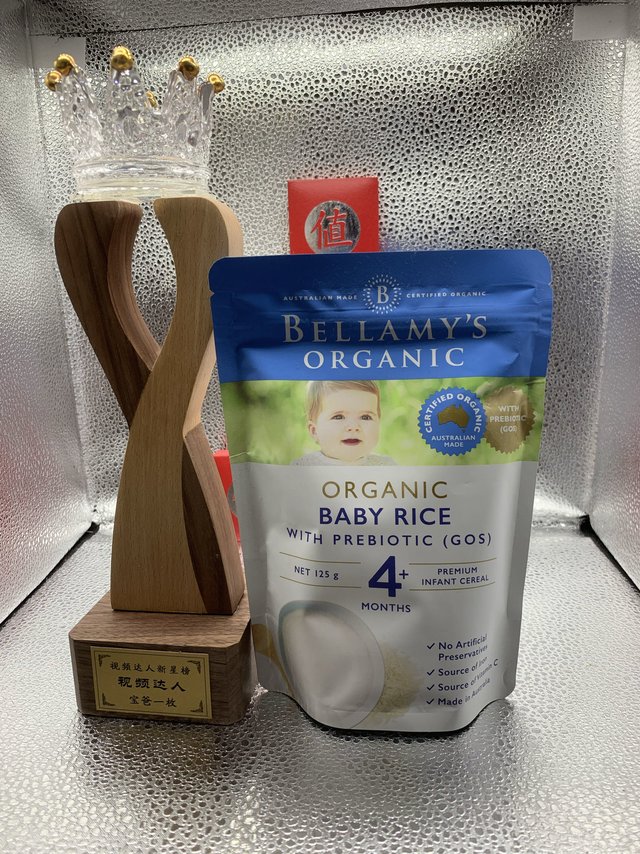 值
AUSTRALIAN MADE B CERTIFIED ORGANIC
BELLAMY'S
ORGANIC
CERTIFIED ORGANIC
AUSTRALIAN
MADE
WITH
PREBIOTIC
(GOS)
ORGANIC
BABY RICE
WITH PREBIOTIC (GOS)
NET 125 g
4+
MONTHS
PREMIUM
INFANT CEREAL
✓ No Artificial
Preservatives
✓ Source of Iron
✓ Source of Vitamin C
✓ Made in Australia
视频达人新星榜
视频达人
宝爸一枚